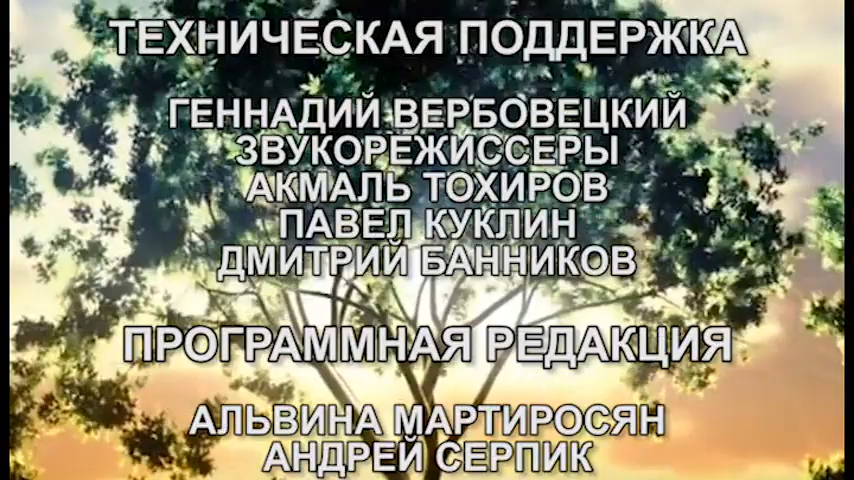 ТЕХНИЧЕСКАЯ ПОДДЕРЖКА
ГЕННАДИЙ ВЕРБОВЕЦКИЙ
ЗВУКОРЕЖИССЕРЫ
АКМАЛЬ ТОХИРОВ
ПАВЕЛ КУКЛИН
ДМИТРИЙ БАННИКОВ
ПРОГРАММНАЯ РЕДАКЦИЯ
АЛЬВИНА МАРТИРОСЯН
АНДРЕЙ СЕРПИК